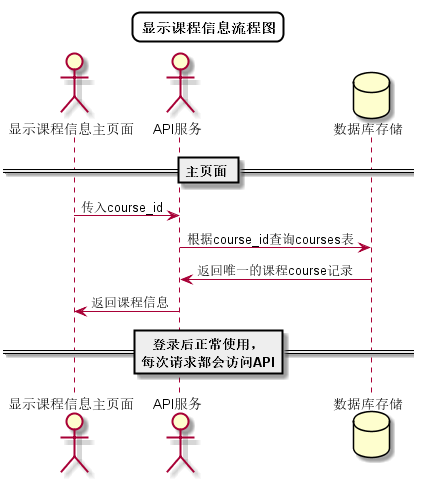 显示课程信息流程图
显示课程信息主页面
API服务
数据库存储
主页面
传入course_id
根据course_id查询courses表
返回唯一的课程course记录
返回课程信息
登录后正常使用，
每次请求都会访问API
显示课程信息主页面
API服务
数据库存储